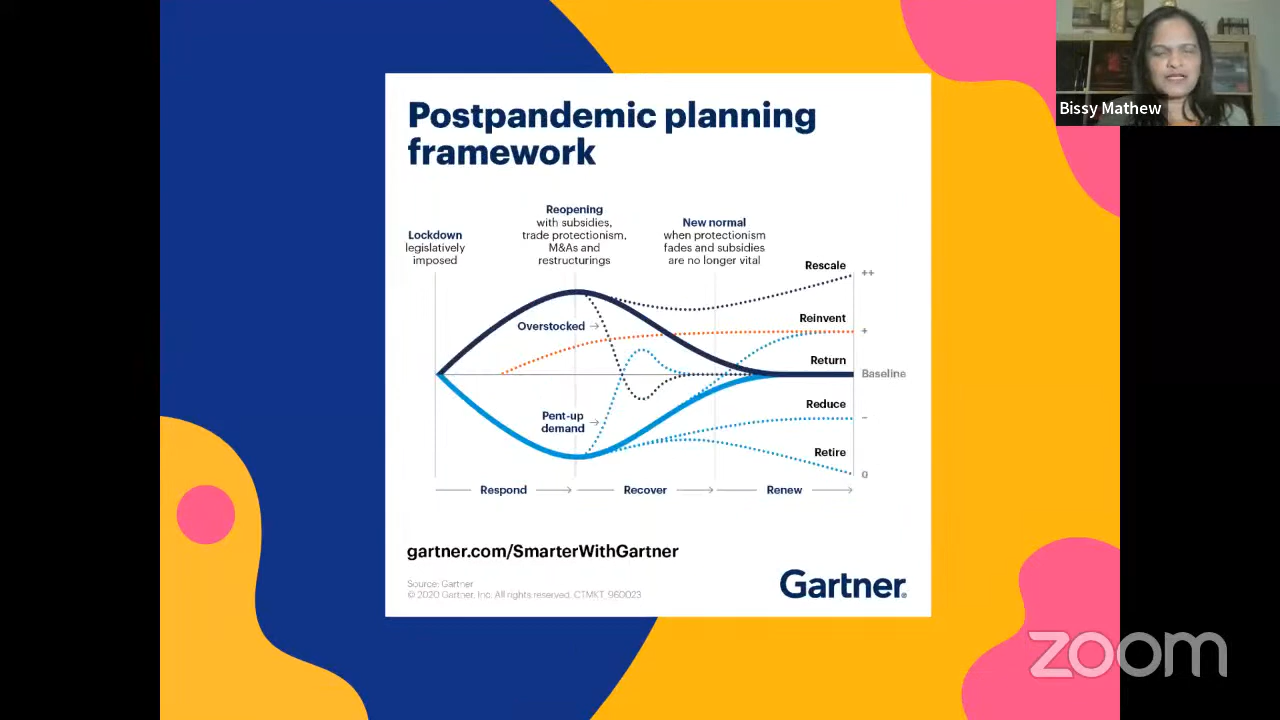 Postpandemic planning
framework
Lockdown
legislatively
imposed
Reopening
with subsidies,
trade protectionism,
M&As and
restructurings
New normal
when protectionism
fades and subsidies
are no longer vital
Rescale
++
Reinvent
+
Return
Baseline
Reduce
–
Retire
0
Overstocked
Pent-up
demand
Respond
Recover
Renew
gartner.com/SmarterWithGartner
Source: Gartner
© 2020 Gartner, Inc. All rights reserved. CTMKT_960023
Gartner®
Bissy Mathew
zoom